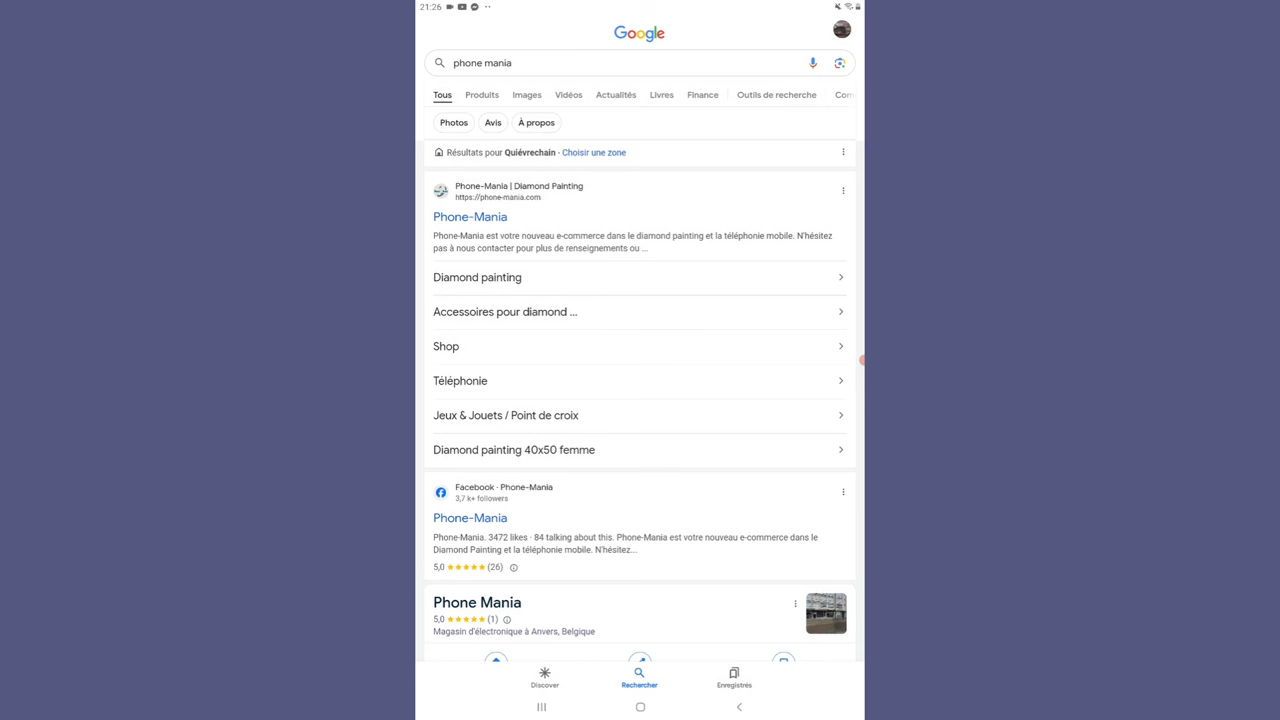 21:26
Google
phone mania
Tous Produits Images Vidéos Actualités Livres Finance Outils de recherche Com
Photos Avis À propos
Résultats pour Quiévrechain - Choisir une zone
Phone-Mania | Diamond Painting
https://phone-mania.com
Phone-Mania
Phone-Mania est votre nouveau e-commerce dans le diamond painting et la téléphonie mobile. N'hésitez
pas à nous contacter pour plus de renseignements ou ...
Diamond painting
Accessoires pour diamond ...
Shop
Téléphonie
Jeux & Jouets / Point de croix
Diamond painting 40x50 femme
Facebook · Phone-Mania
3,7 k+ followers
Phone-Mania
Phone-Mania. 3472 likes · 84 talking about this. Phone-Mania est votre nouveau e-commerce dans le
Diamond Painting et la téléphonie mobile. N'hésitez...
5,0 (26)
Phone Mania
5,0 (1)
Magasin d'électronique à Anvers, Belgique
Discover Rechercher Enregistrés